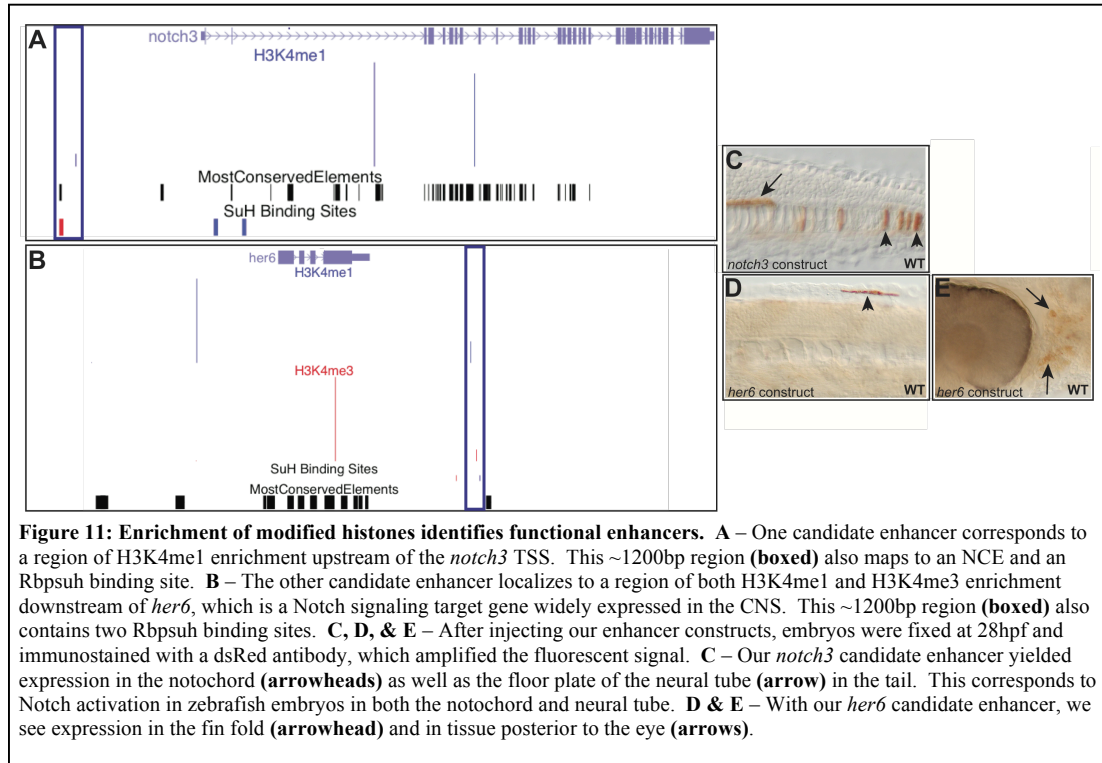 A
notch3
H3K4me1
MostConservedElements
SuH Binding Sites
B
her6
H3K4me1
H3K4me3
SuH Binding Sites
MostConservedElements
C
notch3 construct
WT
D
her6 construct
WT
E
her6 construct
WT
Figure 11: Enrichment of modified histones identifies functional enhancers. A – One candidate enhancer corresponds to
a region of H3K4me1 enrichment upstream of the notch3 TSS. This ~1200bp region (boxed) also maps to an NCE and an
Rbpsuh binding site. B – The other candidate enhancer localizes to a region of both H3K4me1 and H3K4me3 enrichment
downstream of her6, which is a Notch signaling target gene widely expressed in the CNS. This ~1200bp region (boxed) also
contains two Rbpsuh binding sites. C, D, & E – After injecting our enhancer constructs, embryos were fixed at 28hpf and
immunostained with a dsRed antibody, which amplified the fluorescent signal. C – Our notch3 candidate enhancer yielded
expression in the notochord (arrowheads) as well as the floor plate of the neural tube (arrow) in the tail. This corresponds to
Notch activation in zebrafish embryos in both the notochord and neural tube. D & E – With our her6 candidate enhancer, we
see expression in the fin fold (arrowhead) and in tissue posterior to the eye (arrows).